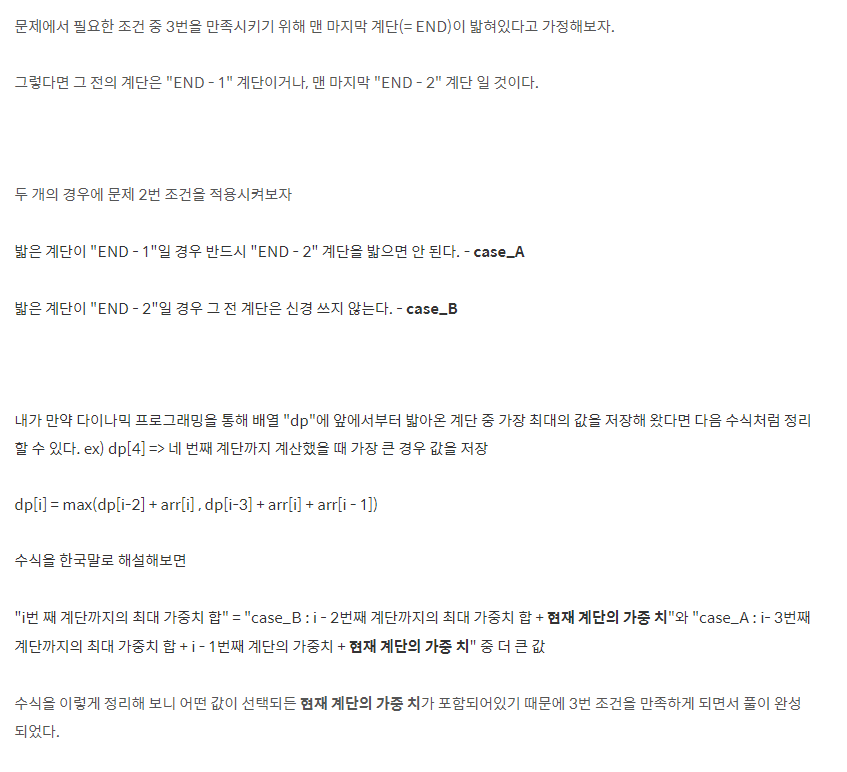 문제에서 필요한 조건 중 3번을 만족시키기 위해 맨 마지막 계단(= END)이 밟혀있다고 가정해보자.
그렇다면 그 전의 계단은 "END - 1" 계단이거나, 맨 마지막 "END - 2" 계단 일 것이다.
두 개의 경우에 문제 2번 조건을 적용시켜보자
밟은 계단이 "END - 1"일 경우 반드시 "END - 2" 계단을 밟으면 안 된다. - case_A
밟은 계단이 "END - 2"일 경우 그 전 계단은 신경 쓰지 않는다. - case_B
내가 만약 다이나믹 프로그래밍을 통해 배열 "dp"에 앞에서부터 밟아온 계단 중 가장 최대의 값을 저장해 왔다면 다음 수식처럼 정리
할 수 있다. ex) dp[4] => 네 번째 계단까지 계산했을 때 가장 큰 경우 값을 저장
dp[i] = max(dp[i-2] + arr[i] , dp[i-3] + arr[i] + arr[i - 1])
수식을 한국말로 해설해보면
"i번 째 계단까지의 최대 가중치 합" = "case_B : i - 2번째 계단까지의 최대 가중치 합 + 현재 계단의 가중 치"와 "case_A : i- 3번째
계단까지의 최대 가중치 합 + i - 1번째 계단의 가중치 + 현재 계단의 가중 치" 중 더 큰 값
수식을 이렇게 정리해 보니 어떤 값이 선택되든 현재 계단의 가중 치가 포함되어있기 때문에 3번 조건을 만족하게 되면서 풀이 완성
되었다.